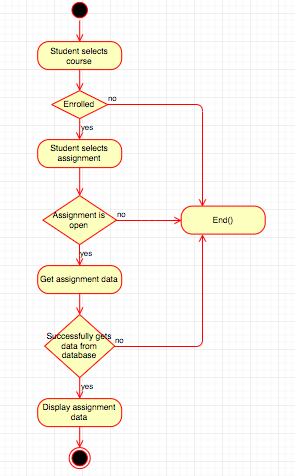 Student selects
course
Enrolled
no
yes
Student selects
assignment
Assignment is
open
no
End()
yes
Get assignment data
Successfully gets
data from
database
no
yes
Display assignment
data